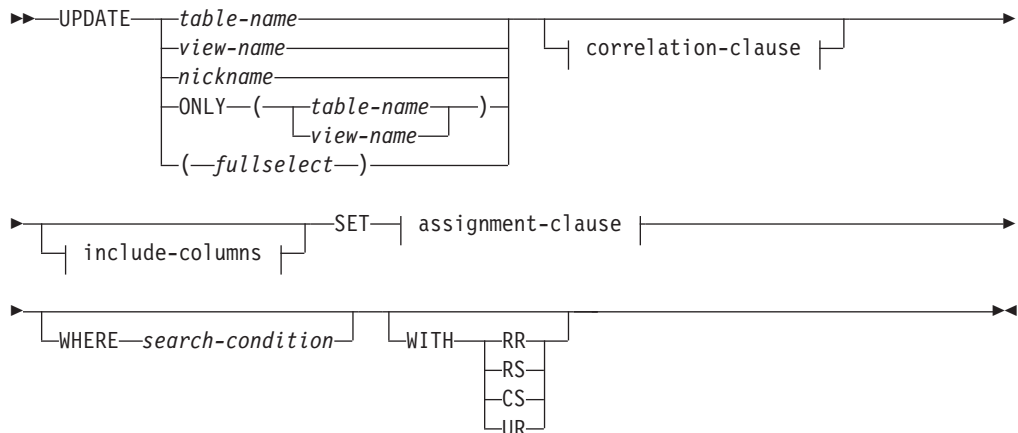 UPDATE table-name
view-name
nickname
ONLY ( table-name )
view-name
( fullselect )
correlation-clause
include-columns
SET assignment-clause
WHERE search-condition
WITH RR
RS
CS
UR